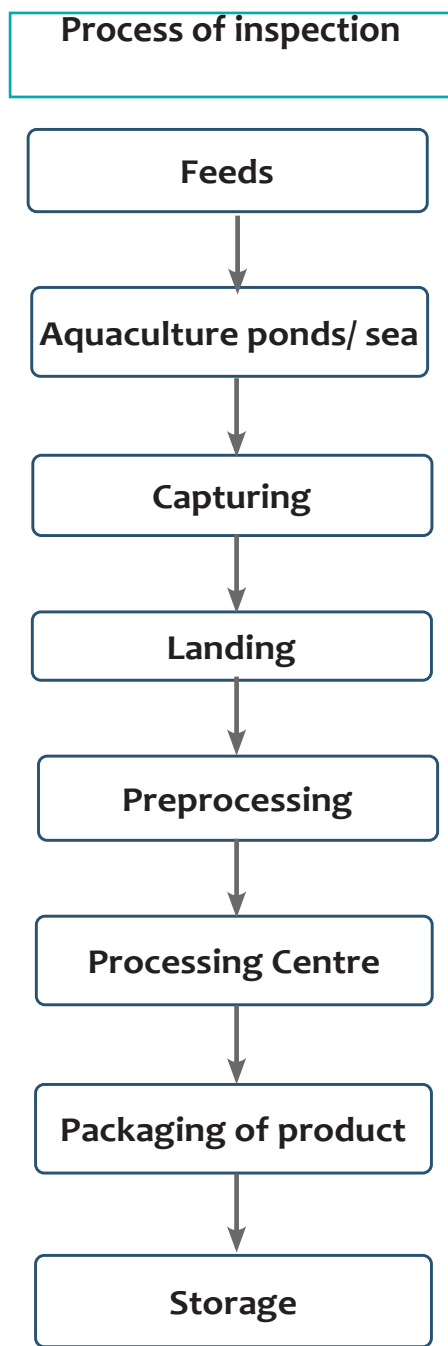 Process of inspection
Feeds
Aquaculture ponds/ sea
Capturing
Landing
Preprocessing
Processing Centre
Packaging of product
Storage